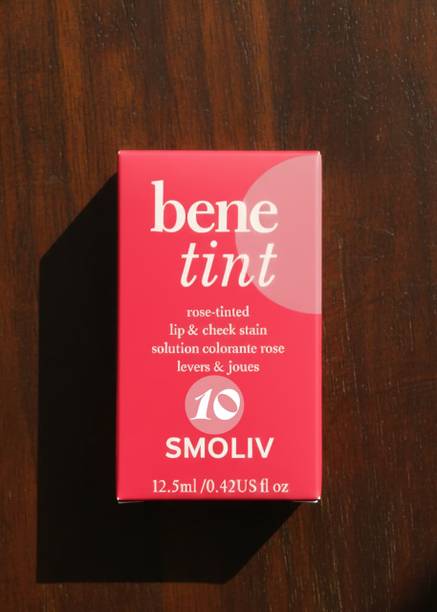 bene
tint
rose-tinted
lip & cheek stain
solution colorante rose
levers & joues
10
SMOLIV
12.5ml /0.42US fl oz